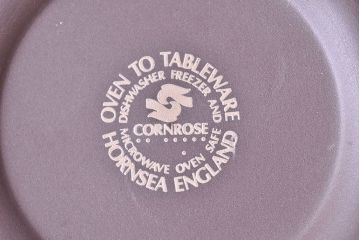 OVEN TO TABLEWARE
DISHWASHER FREEZER AND
CORNROSE
MICROWAVE OVEN SAFE
HORNSEA ENGLAND